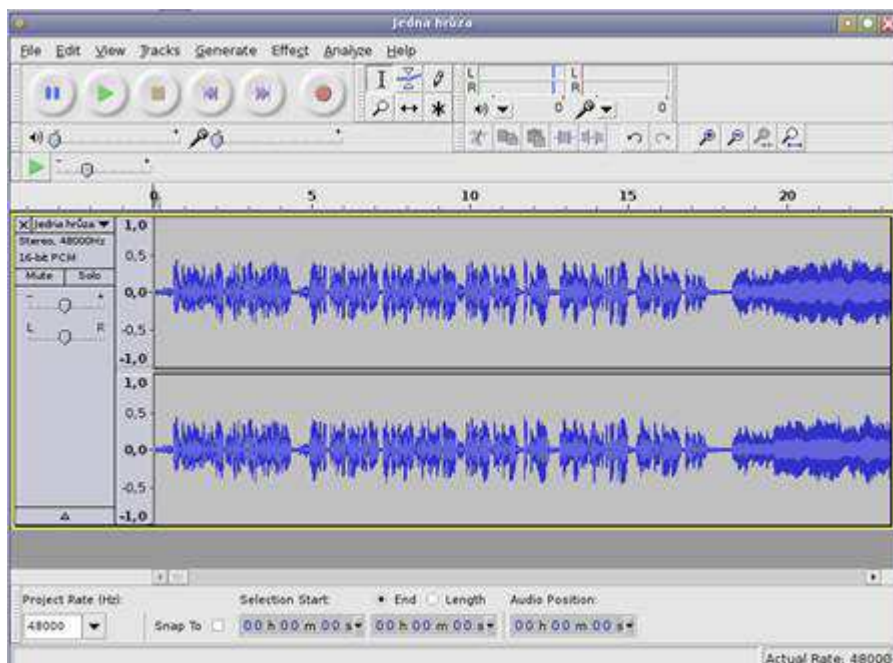 Jedna hrůza
File Edit View Tracks Generate Effect Analyze Help
L L
R R
0 0
0 5 10 15 20
Jedna hrůza
Stereo, 48000Hz
16-bit PCM
Mute Solo
- +
L R
1,0
0,5
0,0
-0,5
-1,0
1,0
0,5
0,0
-0,5
-1,0
Project Rate (Hz): Selection Start: End Length Audio Position:
48000 Snap To 00 h 00 m 00 s 00 h 00 m 00 s 00 h 00 m 00 s
Actual Rate: 48000